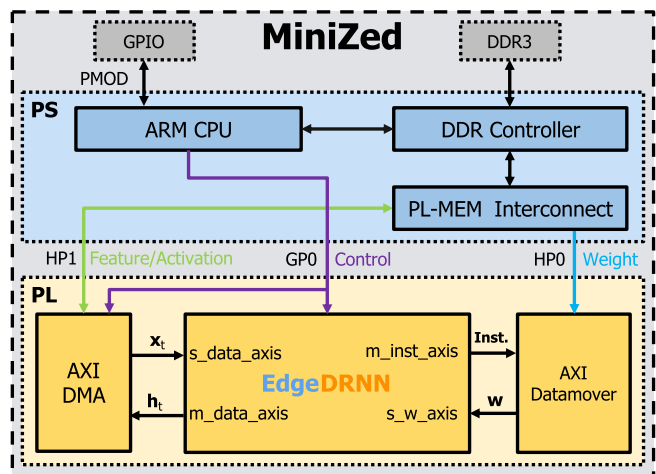 MiniZed
GPIO
DDR3
PMOD
PS
ARM CPU
DDR Controller
PL-MEM Interconnect
HP1 Feature/Activation
GP0 Control
HP0 Weight
PL
AXI
DMA
xt
ht
s_data_axis
m_data_axis
EdgeDRNN
m_inst_axis
s_w_axis
Inst.
w
AXI
Datamover